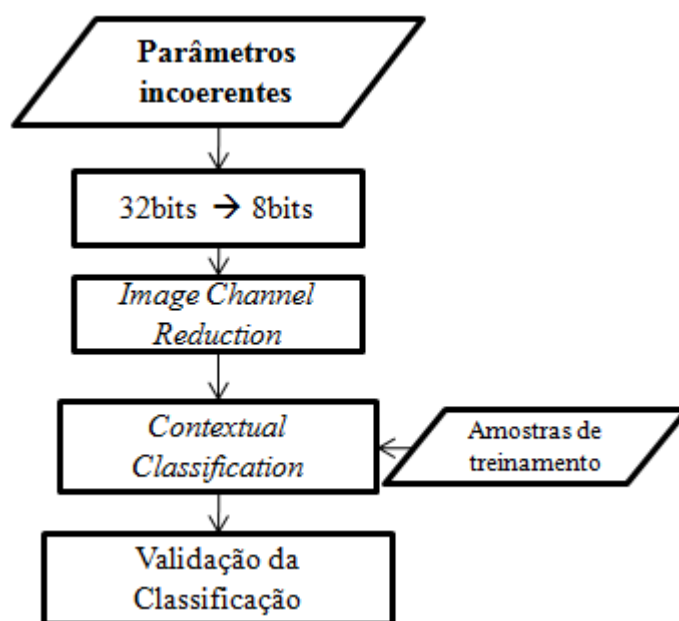 Parâmetros
incoerentes
32bits → 8bits
Image Channel
Reduction
Contextual
Classification
Amostras de
treinamento
Validação da
Classificação